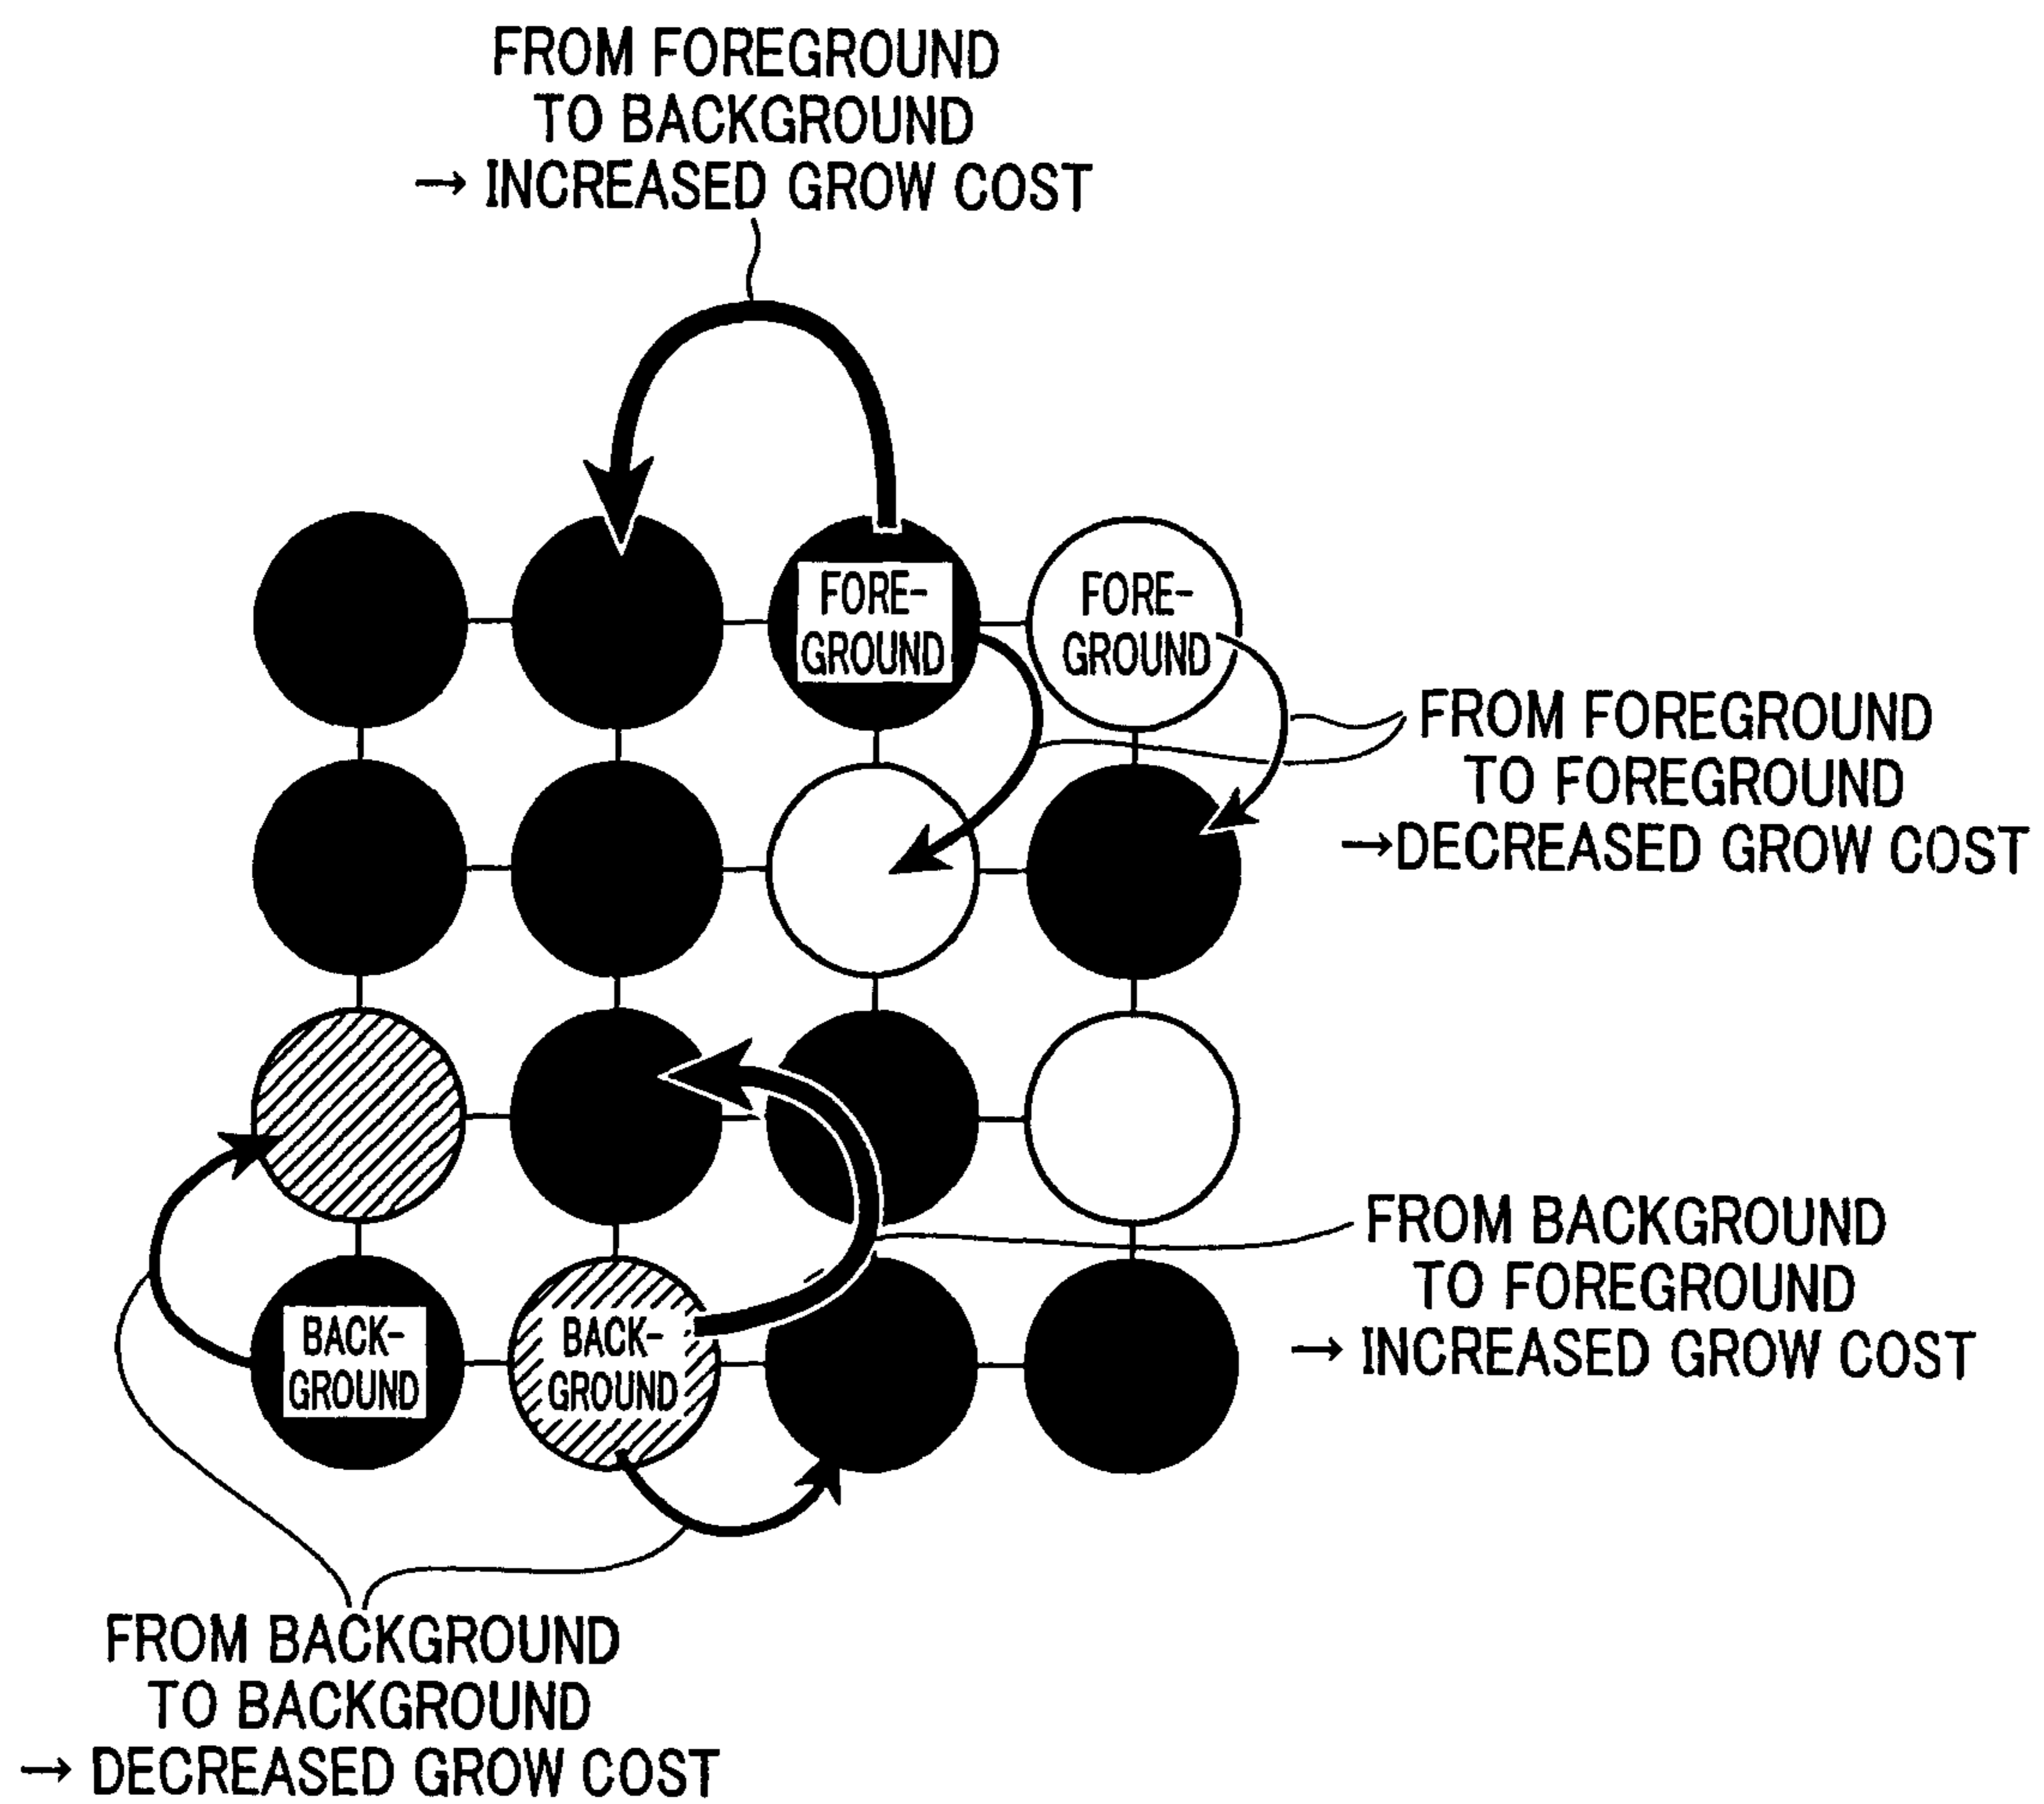 FROM FOREGROUND
TO BACKGROUND
→ INCREASED GROW COST
FORE-
GROUND
FORE-
GROUND
FROM FOREGROUND
TO FOREGROUND
→DECREASED GROW COST
FROM BACKGROUND
TO FOREGROUND
→ INCREASED GROW COST
BACK-
GROUND
BACK-
GROUND
FROM BACKGROUND
TO BACKGROUND
→ DECREASED GROW COST